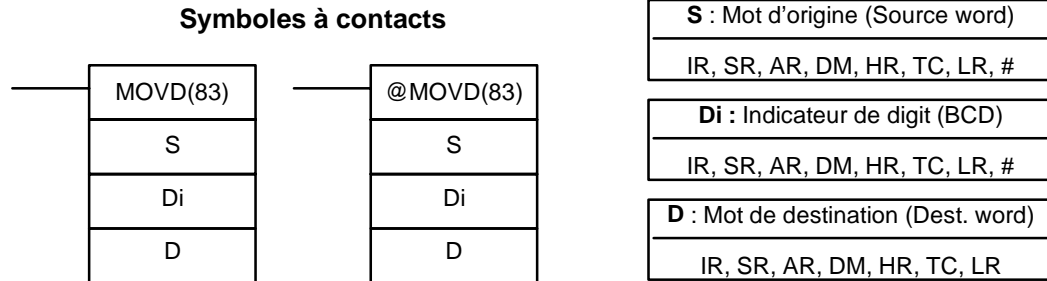 Symboles à contacts
MOVD(83)
S
Di
D
@MOVD(83)
S
Di
D
S : Mot d’origine (Source word)
IR, SR, AR, DM, HR, TC, LR, #
Di : Indicateur de digit (BCD)
IR, SR, AR, DM, HR, TC, LR, #
D : Mot de destination (Dest. word)
IR, SR, AR, DM, HR, TC, LR